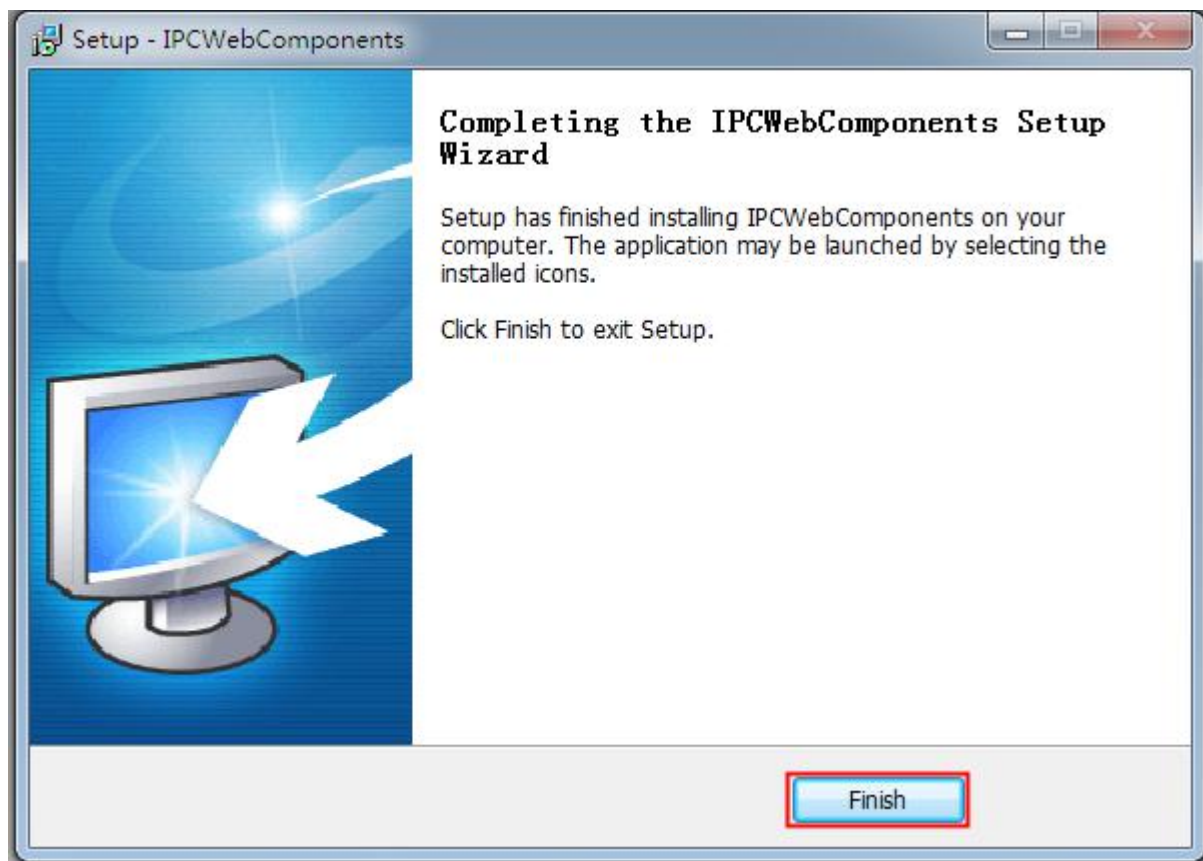 Setup - IPCWebComponents
Completing the IPCWebComponents Setup
Wizard
Setup has finished installing IPCWebComponents on your
computer. The application may be launched by selecting the
installed icons.
Click Finish to exit Setup.
Finish